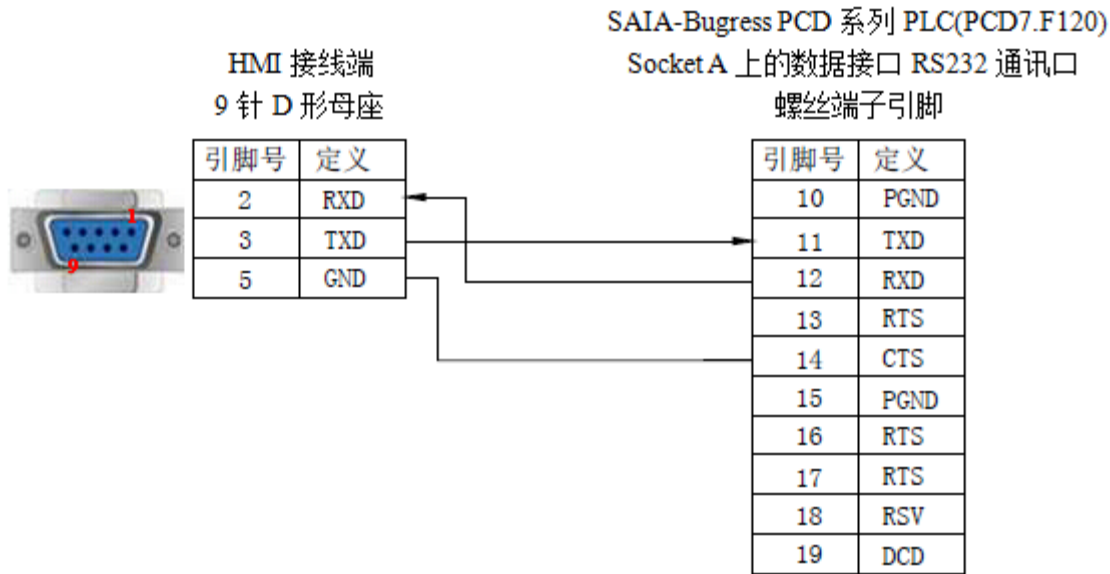 SAIA-Bugress PCD 系列 PLC(PCD7.F120)
Socket A 上的数据接口 RS232 通讯口
螺丝端子引脚
HMI 接线端
9 针 D 形母座
引脚号 定义
2 RXD
3 TXD
5 GND
1
9
引脚号 定义
10 PGND
11 TXD
12 RXD
13 RTS
14 CTS
15 PGND
16 RTS
17 RTS
18 RSV
19 DCD